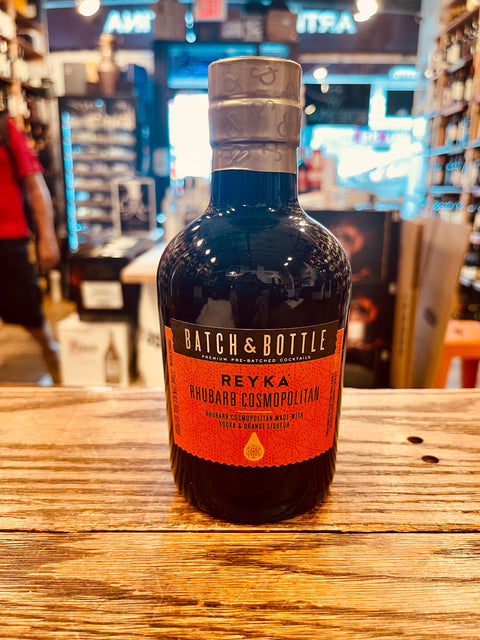 BATCH & BOTTLE
PREMIUM PRE-BATCHED COCKTAILS
REYKA
RHUBARB COSMOPOLITAN
RHUBARB COSMOPOLITAN MADE WITH
VODKA & ORANGE LIQUEUR